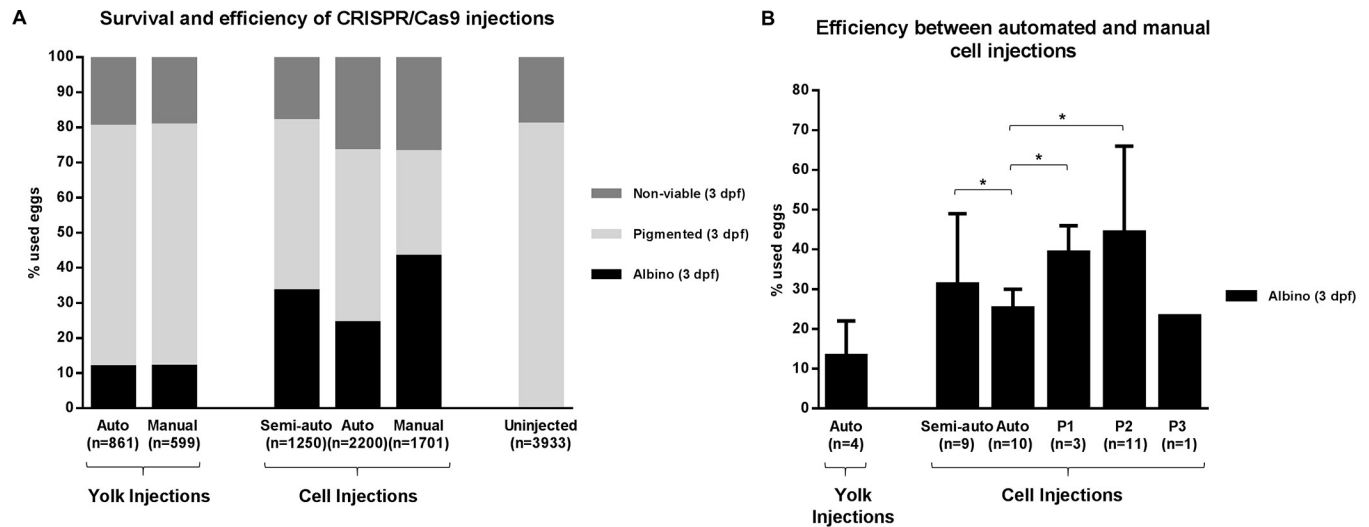 A
Survival and efficiency of CRISPR/Cas9 injections
% used eggs
100
90
80
70
60
50
40
30
20
10
0
Auto
(n=861)
Manual
(n=599)
Semi-auto
(n=1250)
Auto
(n=2200)
Manual
(n=1701)
Uninjected
(n=3933)
Yolk Injections
Cell Injections
Non-viable (3 dpf)
Pigmented (3 dpf)
Albino (3 dpf)
B
Efficiency between automated and manual
cell injections
% used eggs
80
70
60
50
40
30
20
10
0
*
*
*
Auto
(n=4)
Semi-auto
(n=9)
Auto
(n=10)
P1
(n=3)
P2
(n=11)
P3
(n=1)
Yolk
Injections
Cell Injections
Albino (3 dpf)